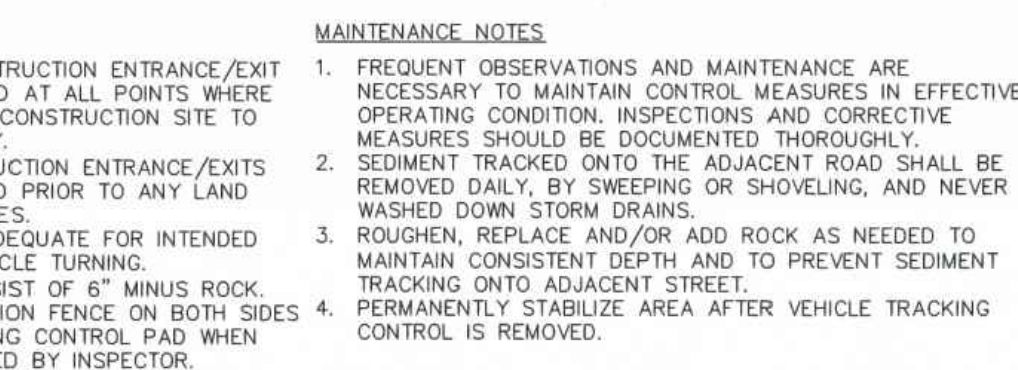 TRUCTION ENTRANCE/EXIT
D AT ALL POINTS WHERE
CONSTRUCTION SITE TO
Y.
UCTION ENTRANCE/EXITS
D PRIOR TO ANY LAND
ES.
DEQUATE FOR INTENDED
CLE TURNING.
SIST OF 6" MINUS ROCK.
ION FENCE ON BOTH SIDES
NG CONTROL PAD WHEN
ED BY INSPECTOR.
MAINTENANCE NOTES
1. FREQUENT OBSERVATIONS AND MAINTENANCE ARE
NECESSARY TO MAINTAIN CONTROL MEASURES IN EFFECTIVE
OPERATING CONDITION. INSPECTIONS AND CORRECTIVE
MEASURES SHOULD BE DOCUMENTED THOROUGHLY.
2. SEDIMENT TRACKED ONTO THE ADJACENT ROAD SHALL BE
REMOVED DAILY, BY SWEEPING OR SHOVELING, AND NEVER
WASHED DOWN STORM DRAINS.
3. ROUGHEN, REPLACE AND/OR ADD ROCK AS NEEDED TO
MAINTAIN CONSISTENT DEPTH AND TO PREVENT SEDIMENT
TRACKING ONTO ADJACENT STREET.
4. PERMANENTLY STABILIZE AREA AFTER VEHICLE TRACKING
CONTROL IS REMOVED.